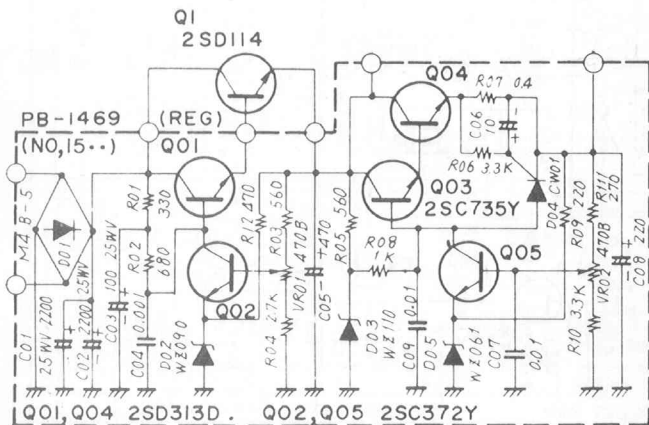 Q1
2SD114
PB-1469 (REG)
(NO,15··)
Q01
Q04
R07 0.4
C06
10
R06 3.3K
Q03
2SC735Y
D04 CW01
R09 220
R111
270
C08 220
M4B-5
D01
R01
330
R02
680
R12 470
R03 560
VR01 470B
C05 470
R05 560
R08
1K
Q05
VR02 470B
C01
25WV 2200
C02 2200 25WV
C03 100 25WV
C04 0.001
D02
WZ090
Q02
R04 2.7K
D03
WZ110
C09 0.01
D05
WZ061
C07
0.01
R10 3.3K
Q01,Q04 2SD313D. Q02,Q05 2SC372Y